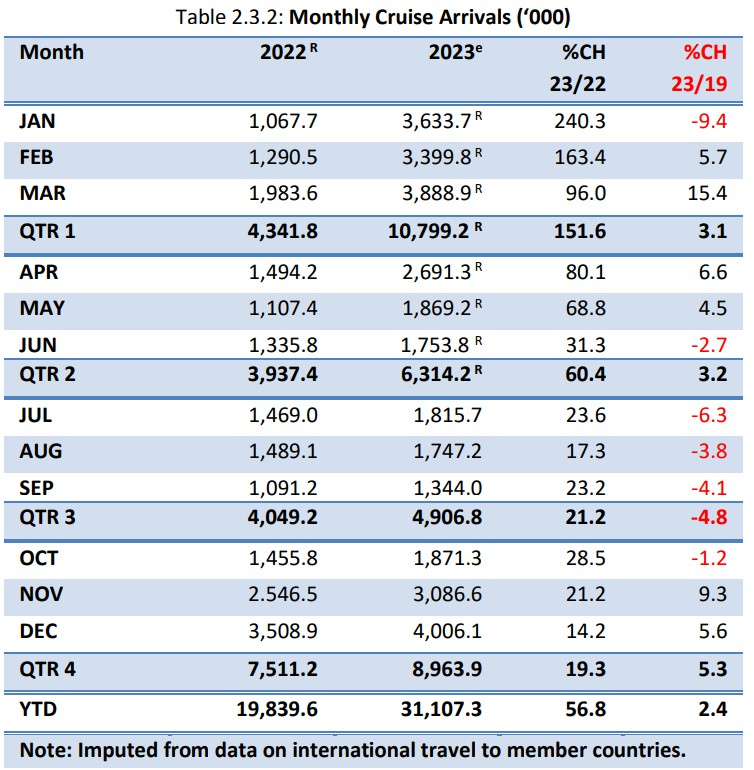 Table 2.3.2: Monthly Cruise Arrivals (‘000)
Month 2022 R 2023e %CH 23/22 %CH 23/19
JAN 1,067.7 3,633.7 R 240.3 -9.4
FEB 1,290.5 3,399.8 R 163.4 5.7
MAR 1,983.6 3,888.9 R 96.0 15.4
QTR 1 4,341.8 10,799.2 R 151.6 3.1
APR 1,494.2 2,691.3 R 80.1 6.6
MAY 1,107.4 1,869.2 R 68.8 4.5
JUN 1,335.8 1,753.8 R 31.3 -2.7
QTR 2 3,937.4 6,314.2 R 60.4 3.2
JUL 1,469.0 1,815.7 23.6 -6.3
AUG 1,489.1 1,747.2 17.3 -3.8
SEP 1,091.2 1,344.0 23.2 -4.1
QTR 3 4,049.2 4,906.8 21.2 -4.8
OCT 1,455.8 1,871.3 28.5 -1.2
NOV 2.546.5 3,086.6 21.2 9.3
DEC 3,508.9 4,006.1 14.2 5.6
QTR 4 7,511.2 8,963.9 19.3 5.3
YTD 19,839.6 31,107.3 56.8 2.4
Note: Imputed from data on international travel to member countries.